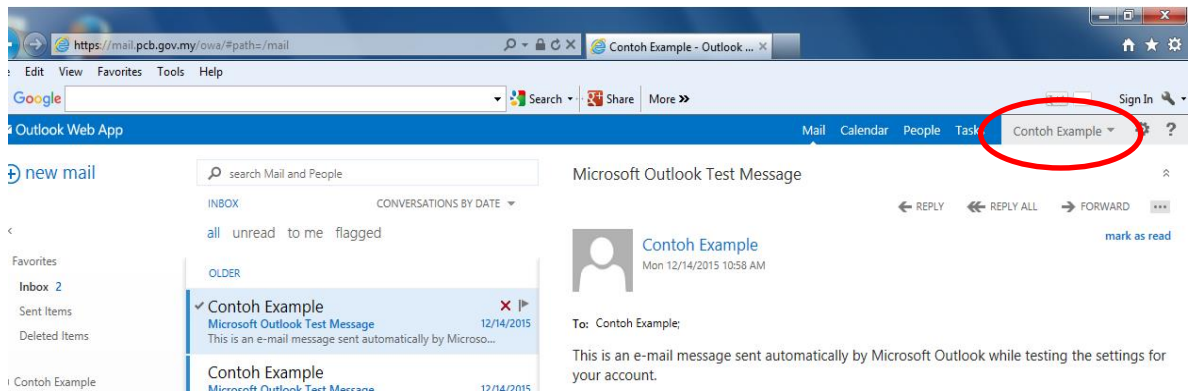 https://mail.pcb.gov.my/owa/#path=/mail
Contoh Example - Outlook ...
Edit View Favorites Tools Help
Google
Search
Share
More »
Sign In
Outlook Web App
Mail Calendar People Contoh Example ?
new mail
search Mail and People
INBOX
CONVERSATIONS BY DATE
all unread to me flagged
Favorites
Inbox 2
Sent Items
Deleted Items
Contoh Example
OLDER
Contoh Example
Microsoft Outlook Test Message 12/14/2015
This is an e-mail message sent automatically by Microso...
Contoh Example
Microsoft Outlook Test Message 12/14/2015
Microsoft Outlook Test Message
REPLY REPLY ALL FORWARD ...
mark as read
Contoh Example
Mon 12/14/2015 10:58 AM
To: Contoh Example;
This is an e-mail message sent automatically by Microsoft Outlook while testing the settings for
your account.